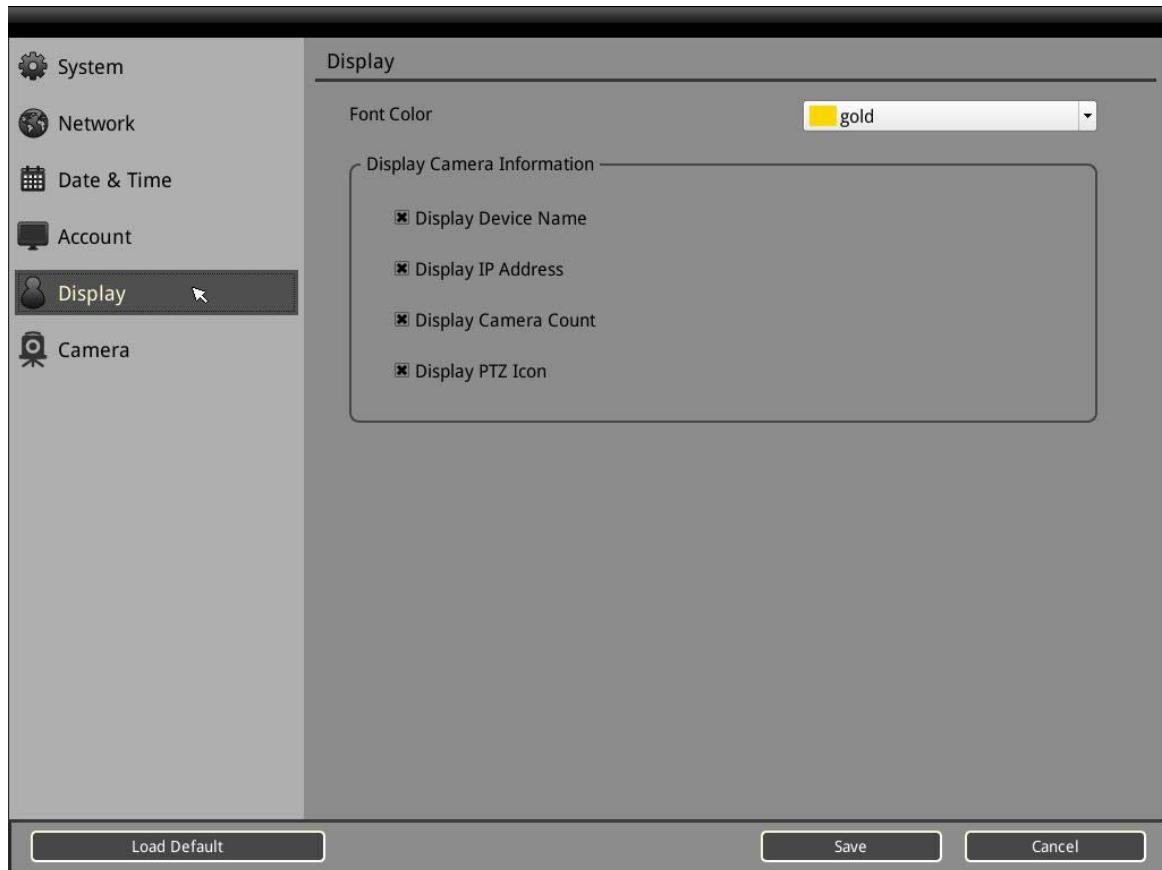 System
Network
Date & Time
Account
Display
Camera
Display
Font Color
gold
Display Camera Information
Display Device Name
Display IP Address
Display Camera Count
Display PTZ Icon
Load Default
Save
Cancel